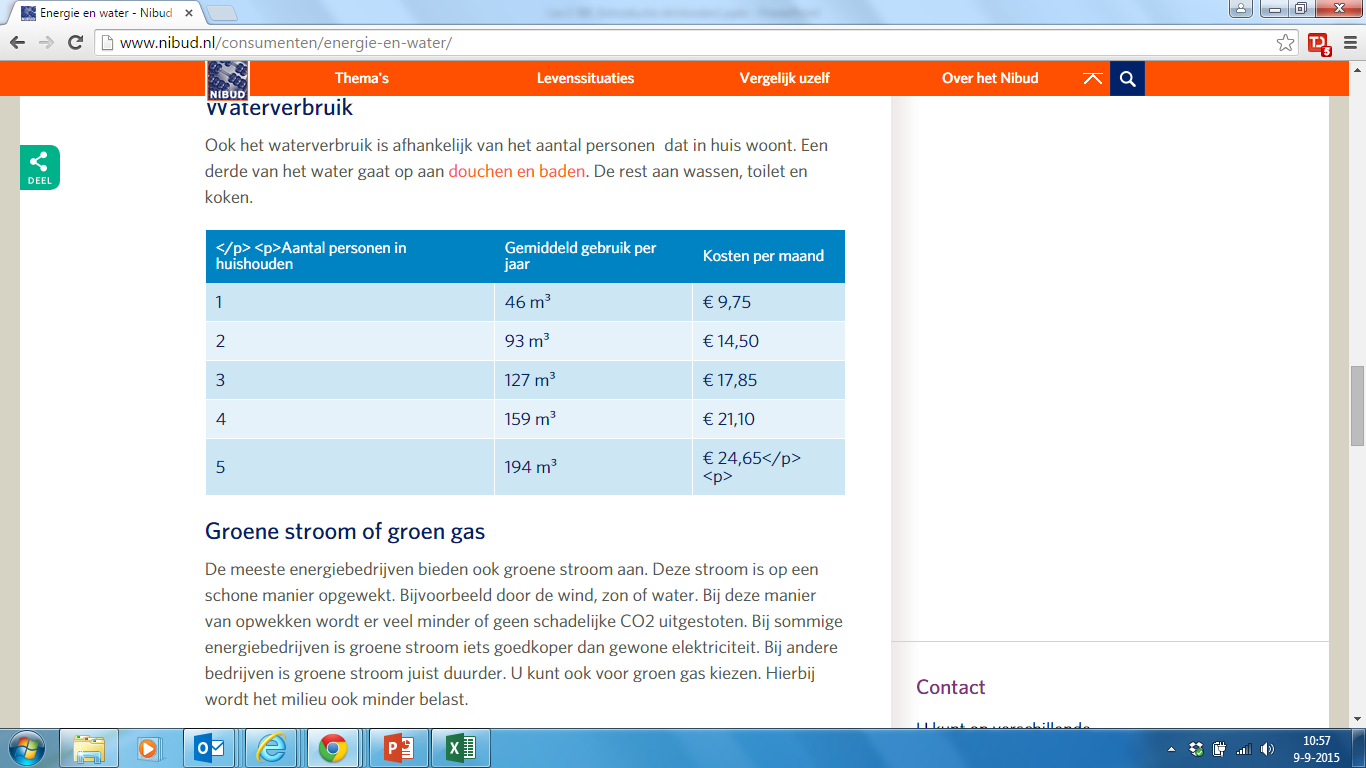 Energie en water - Nibud
www.nibud.nl/consumenten/energie-en-water/
5
NIBUD
Thema's
Levenssituaties
Vergelijk uzelf
Over het Nibud
Waterverbruik
DEEL
Ook het waterverbruik is afhankelijk van het aantal personen dat in huis woont. Een
derde van het water gaat op aan douchen en baden. De rest aan wassen, toilet en
koken.
</p> <p>Aantal personen in
huishouden
Gemiddeld gebruik per
jaar
Kosten per maand
1 46 m³ € 9,75
2 93 m³ € 14,50
3 127 m³ € 17,85
4 159 m³ € 21,10
5 194 m³ € 24,65</p>
<p>
Groene stroom of groen gas
De meeste energiebedrijven bieden ook groene stroom aan. Deze stroom is op een
schone manier opgewekt. Bijvoorbeeld door de wind, zon of water. Bij deze manier
van opwekken wordt er veel minder of geen schadelijke CO2 uitgestoten. Bij sommige
energiebedrijven is groene stroom iets goedkoper dan gewone elektriciteit. Bij andere
bedrijven is groene stroom juist duurder. U kunt ook voor groen gas kiezen. Hierbij
wordt het milieu ook minder belast.
Contact
U kunt op verschillende
10:57
9-9-2015